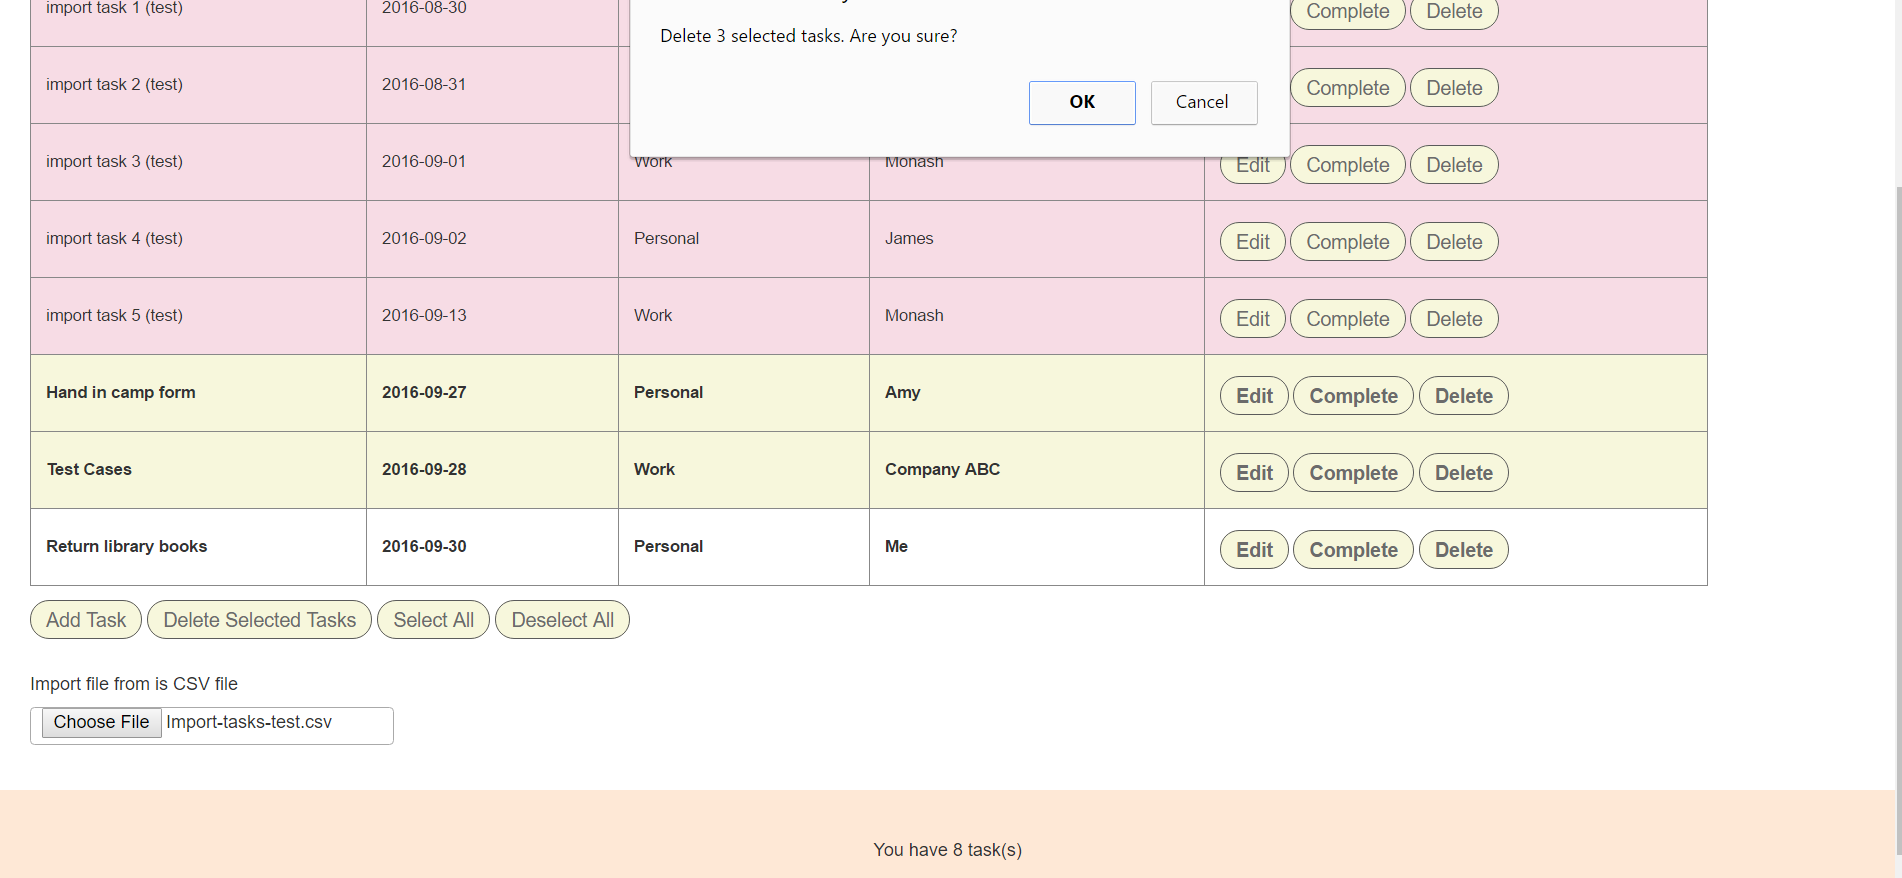 import task 1 (test) 2016-08-30 Complete Delete
Delete 3 selected tasks. Are you sure?
import task 2 (test) 2016-08-31 Complete Delete
OK Cancel
import task 3 (test) 2016-09-01 Work Monash Edit Complete Delete
import task 4 (test) 2016-09-02 Personal James Edit Complete Delete
import task 5 (test) 2016-09-13 Work Monash Edit Complete Delete
Hand in camp form 2016-09-27 Personal Amy Edit Complete Delete
Test Cases 2016-09-28 Work Company ABC Edit Complete Delete
Return library books 2016-09-30 Personal Me Edit Complete Delete
Add Task Delete Selected Tasks Select All Deselect All
Import file from is CSV file
Choose File Import-tasks-test.csv
You have 8 task(s)